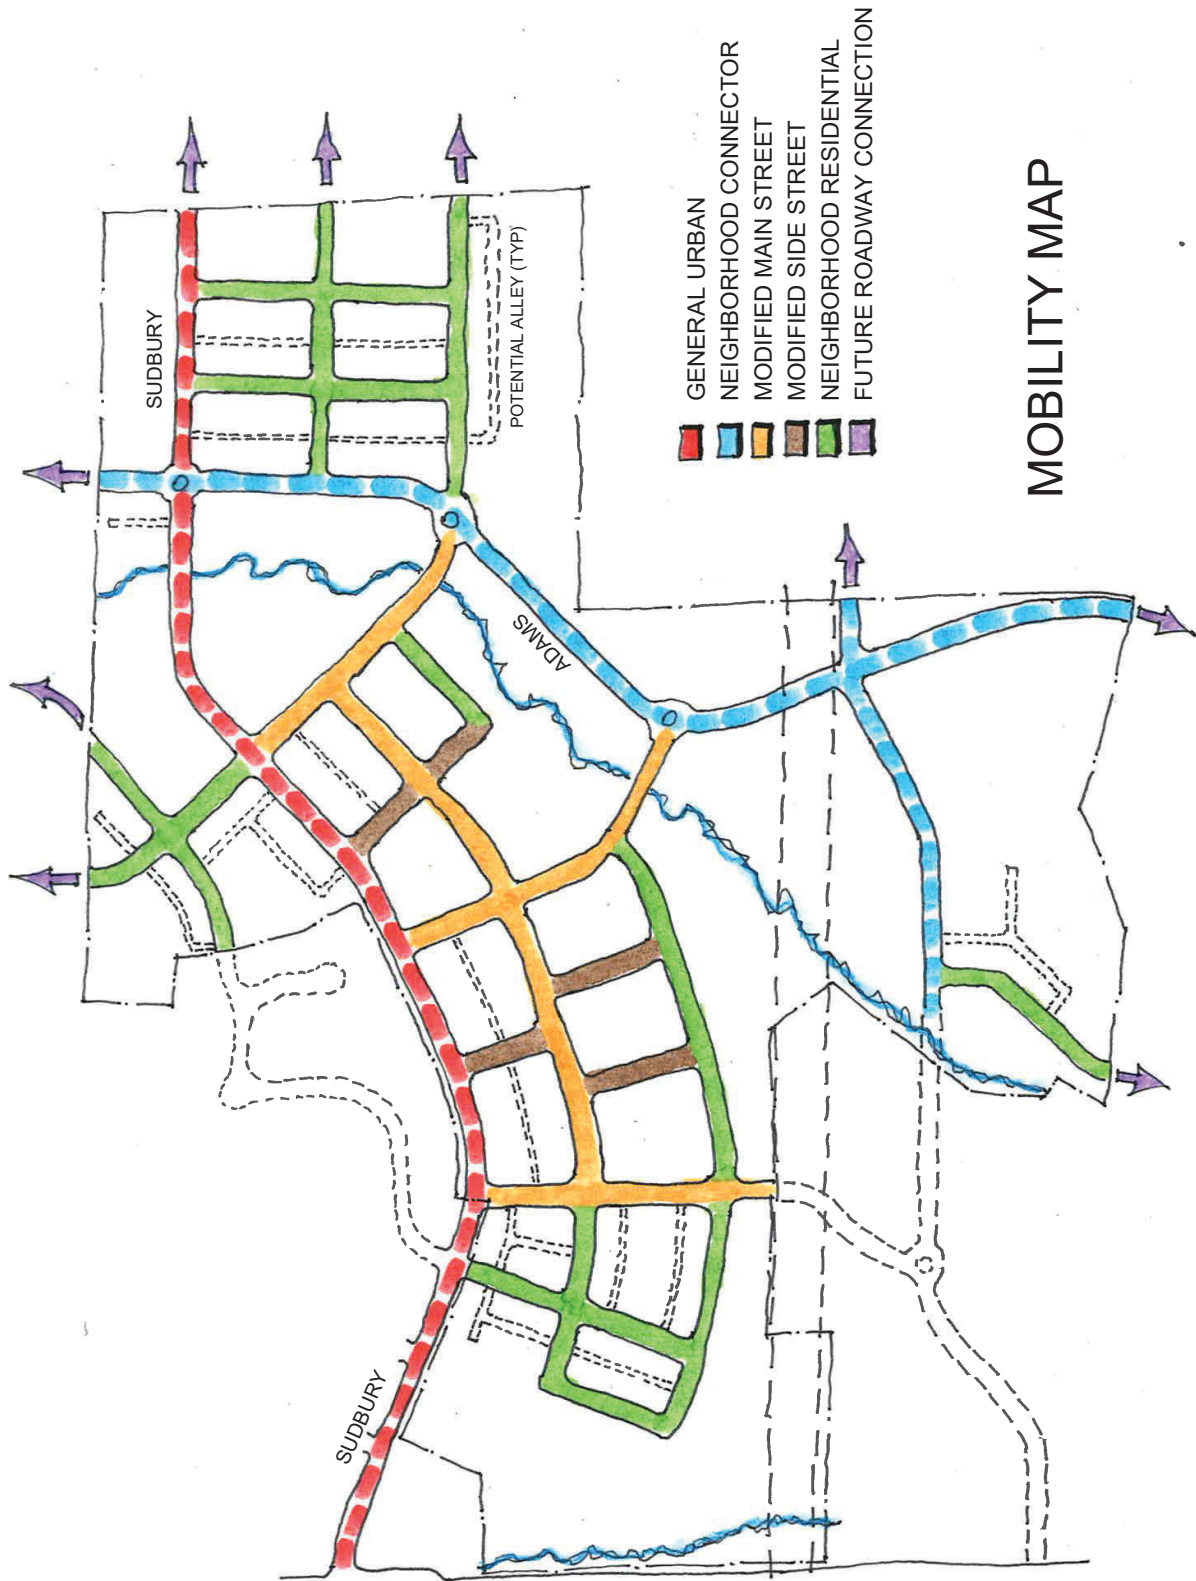 SUDBURY
SUDBURY
ADAMS
POTENTIAL ALLEY (TYP)
GENERAL URBAN
NEIGHBORHOOD CONNECTOR
MODIFIED MAIN STREET
MODIFIED SIDE STREET
NEIGHBORHOOD RESIDENTIAL
FUTURE ROADWAY CONNECTION
MOBILITY MAP